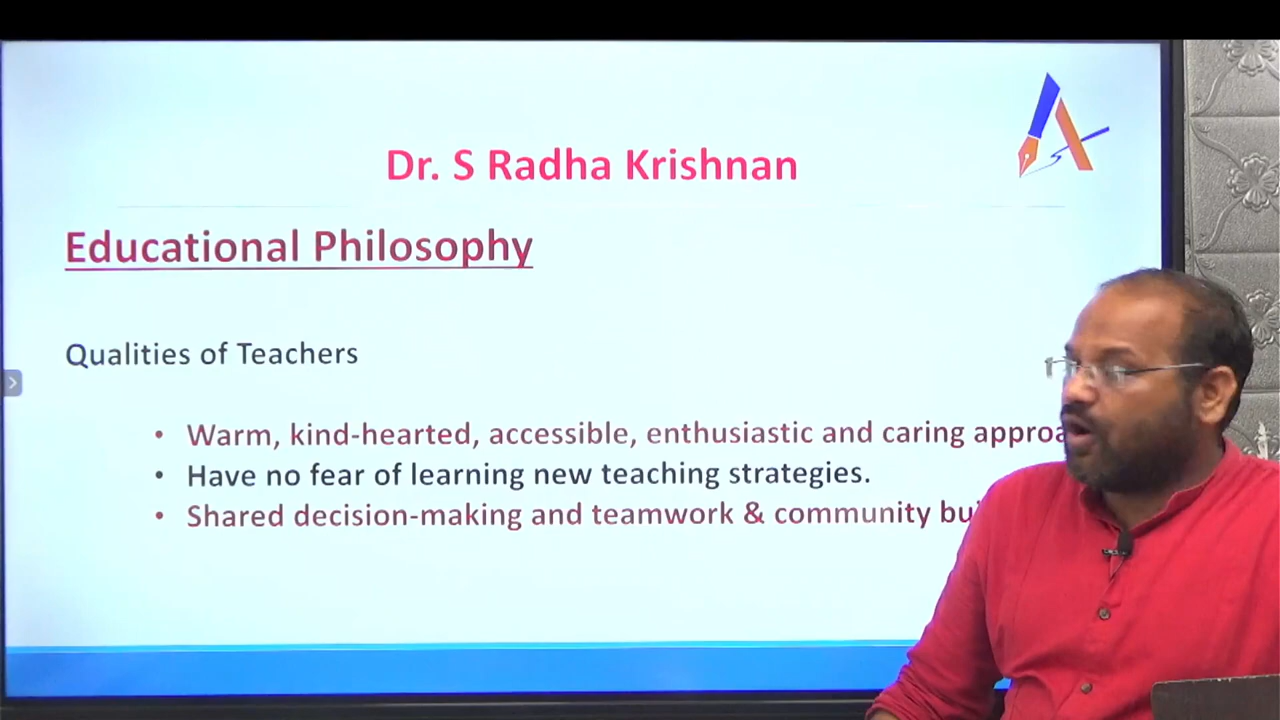 Dr. S Radha Krishnan
Educational Philosophy
Qualities of Teachers
• Warm, kind-hearted, accessible, enthusiastic and caring
• Have no fear of learning new teaching strategies.
• Shared decision-making and teamwork & community